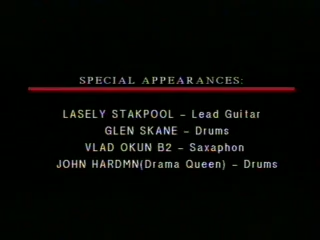 SPECIAL APPEARANCES:
LASELY STAKPOOL – Lead Guitar
GLEN SKANE – Drums
VLAD OKUN B2 – Saxaphon
JOHN HARDMN(Drama Queen) – Drums